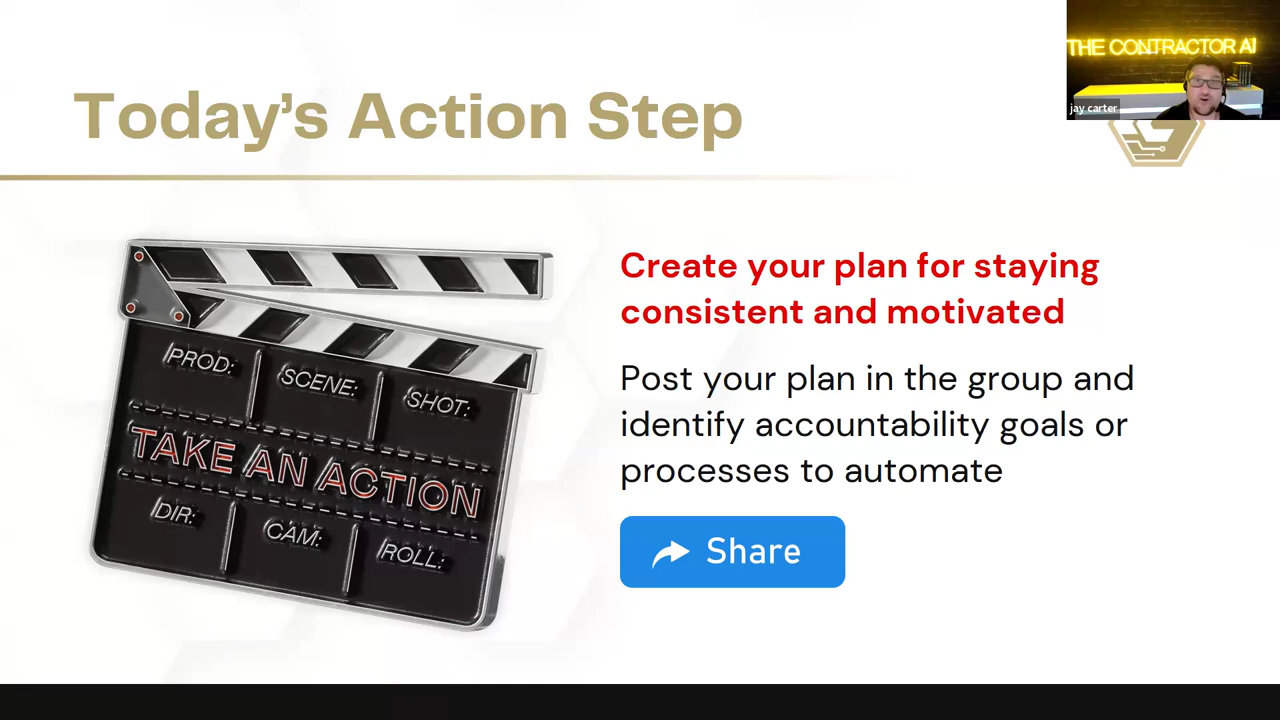 THE CONTRACTOR AI
jay carter
Today's Action Step
Create your plan for staying
consistent and motivated
Post your plan in the group and
identify accountability goals or
processes to automate
Share
PROD:
SCENE:
SHOT:
TAKE AN ACTION
DIR:
CAM:
ROLL: